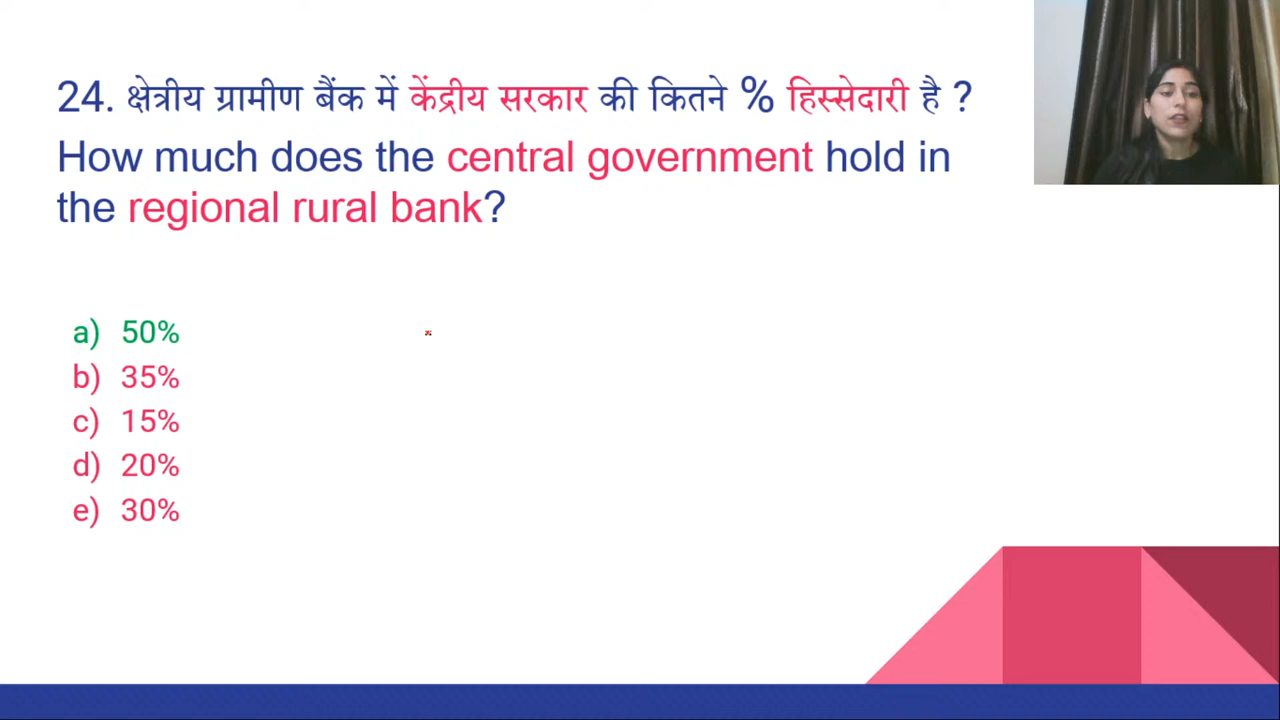 24. क्षेत्रीय ग्रामीण बैंक में केंद्रीय सरकार की कितने % हिस्सेदारी है ?
How much does the central government hold in
the regional rural bank?
a) 50%
b) 35%
c) 15%
d) 20%
e) 30%